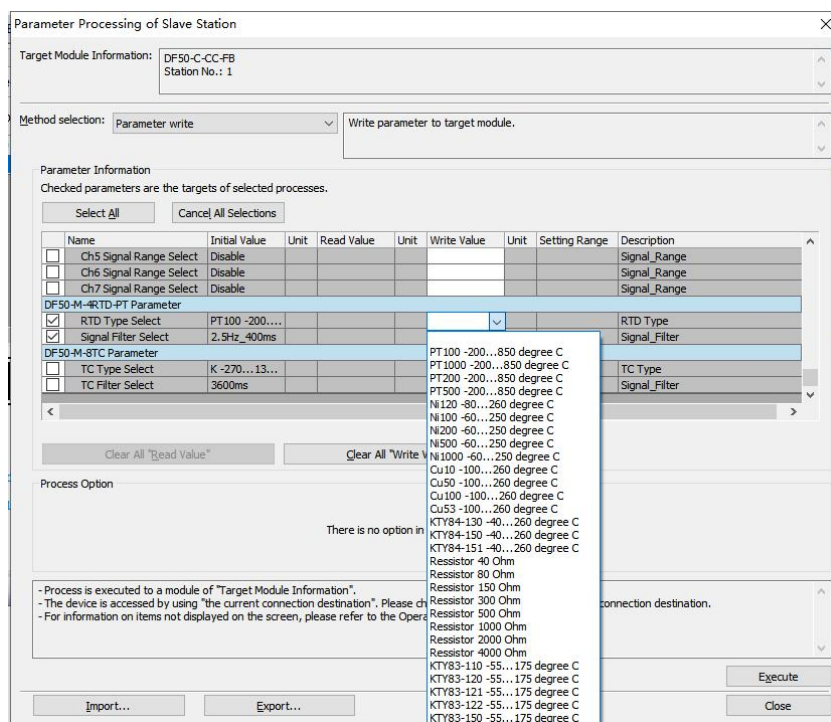 Parameter Processing of Slave Station
Target Module Information:
DF50-C-CC-FB
Station No.: 1
Method selection:
Parameter write
Write parameter to target module.
Parameter Information
Checked parameters are the targets of selected processes.
Select All
Cancel All Selections
Name Initial Value Unit Read Value Unit Write Value Unit Setting Range Description
Ch5 Signal Range Select Disable Signal_Range
Ch6 Signal Range Select Disable Signal_Range
Ch7 Signal Range Select Disable Signal_Range
DF50-M-4RTD-PT Parameter
RTD Type Select PT100 -200.... RTD Type
Signal Filter Select 2.5Hz_400ms Signal_Filter
DF50-M-8TC Parameter
TC Type Select K -270...13... TC Type
TC Filter Select 3600ms Signal_Filter
PT100 -200...850 degree C
PT1000 -200...850 degree C
PT200 -200...850 degree C
PT500 -200...850 degree C
Ni120 -80...260 degree C
Ni100 -60...250 degree C
Ni200 -60...250 degree C
Ni500 -60...250 degree C
Ni1000 -60...250 degree C
Cu10 -100...260 degree C
Cu50 -100...260 degree C
Cu100 -100...260 degree C
Cu53 -100...260 degree C
KTY84-130 -40...260 degree C
KTY84-150 -40...260 degree C
KTY84-151 -40...260 degree C
Ressistor 40 Ohm
Ressistor 80 Ohm
Ressistor 150 Ohm
Ressistor 300 Ohm
Ressistor 500 Ohm
Ressistor 1000 Ohm
Ressistor 2000 Ohm
Ressistor 4000 Ohm
KTY83-110 -55...175 degree C
KTY83-120 -55...175 degree C
KTY83-121 -55...175 degree C
KTY83-122 -55...175 degree C
KTY83-150 -55...175 degree C
Clear All "Read Value"
Clear All "Write V
Process Option
There is no option in
- Process is executed to a module of "Target Module Information".
- The device is accessed by using "the current connection destination". Please ch onnection destination.
- For information on items not displayed on the screen, please refer to the Opera
Execute
Import...
Export...
Close